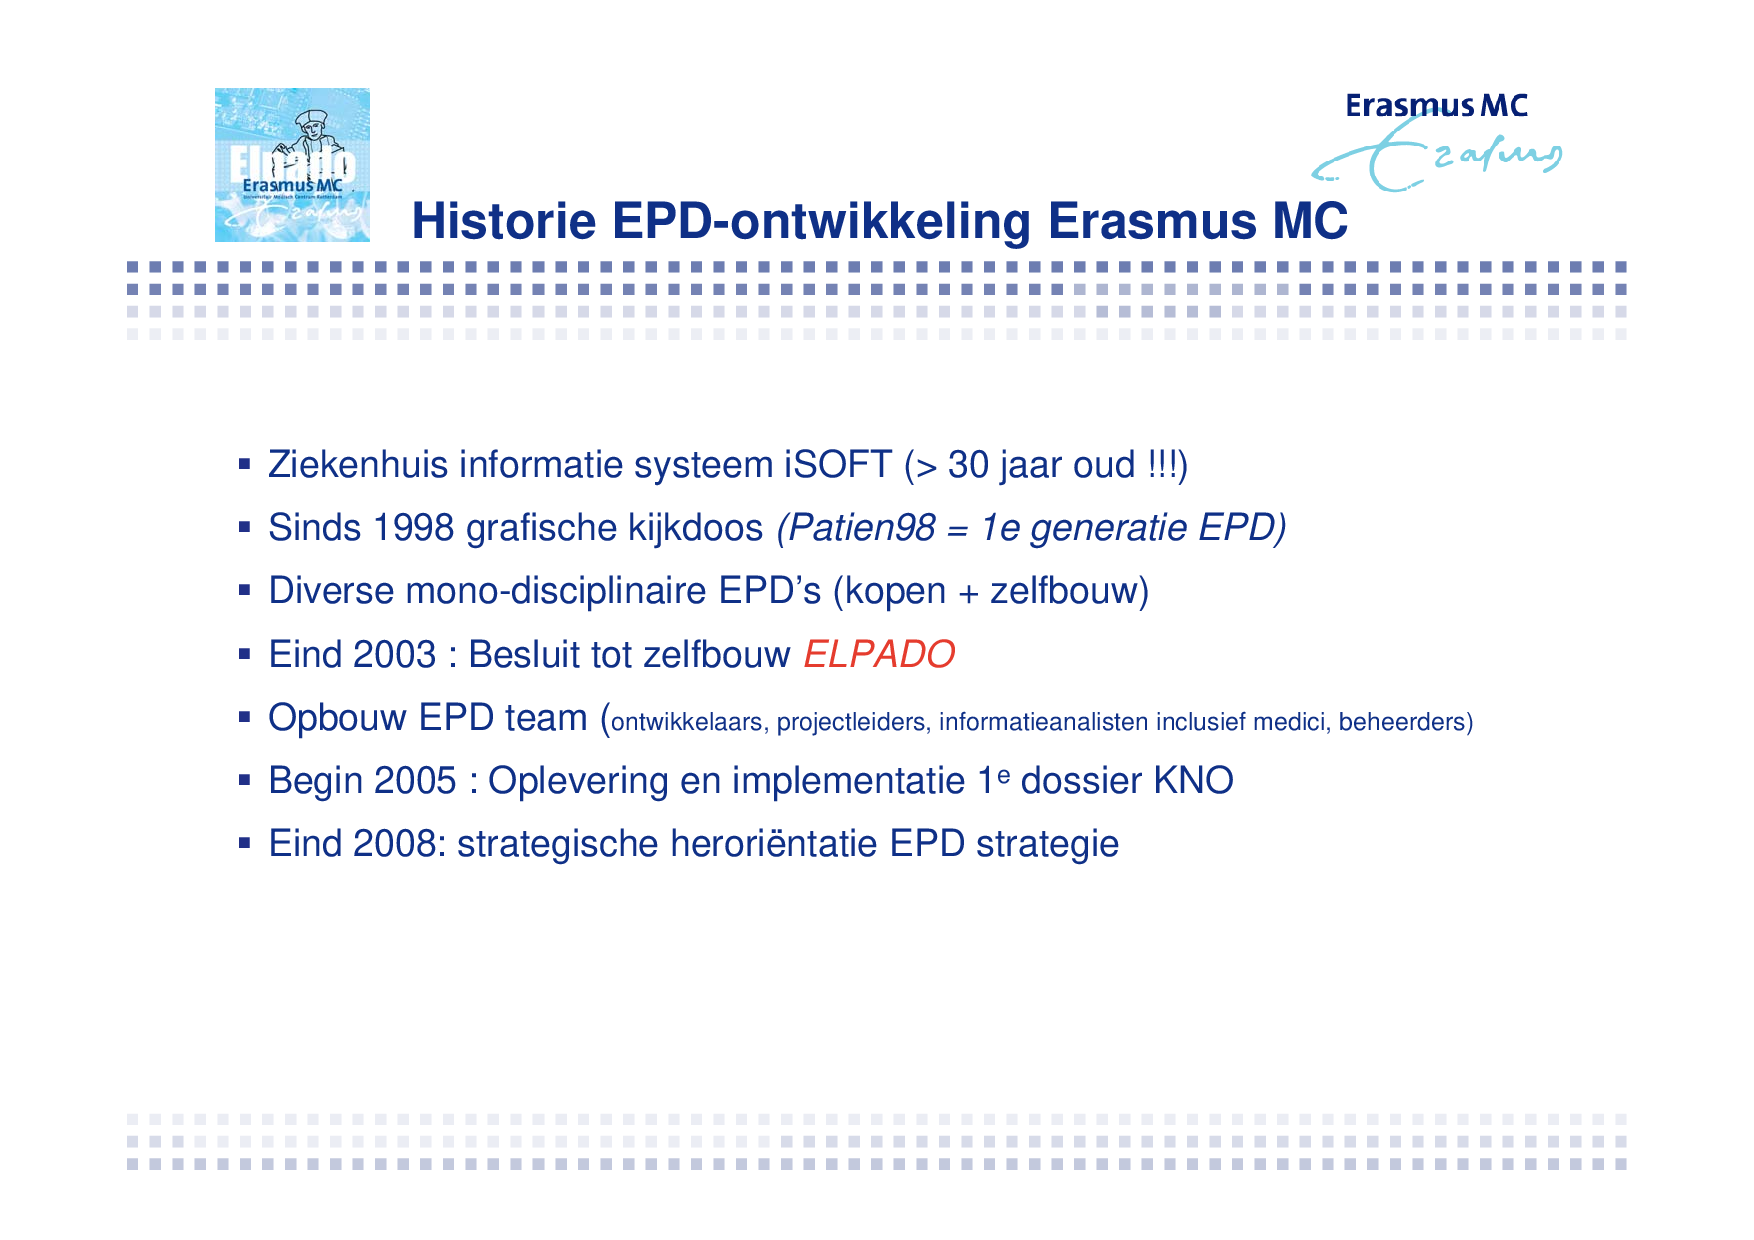 Elpado
Erasmus MC
Universitair Medisch Centrum Rotterdam
Erasmus MC
Erasmus
Historie EPD-ontwikkeling Erasmus MC
▪ Ziekenhuis informatie systeem iSOFT (> 30 jaar oud !!!)
▪ Sinds 1998 grafische kijkdoos (Patien98 = 1e generatie EPD)
▪ Diverse mono-disciplinaire EPD’s (kopen + zelfbouw)
▪ Eind 2003 : Besluit tot zelfbouw ELPADO
▪ Opbouw EPD team (ontwikkelaars, projectleiders, informatieanalisten inclusief medici, beheerders)
▪ Begin 2005 : Oplevering en implementatie 1e dossier KNO
▪ Eind 2008: strategische heroriëntatie EPD strategie